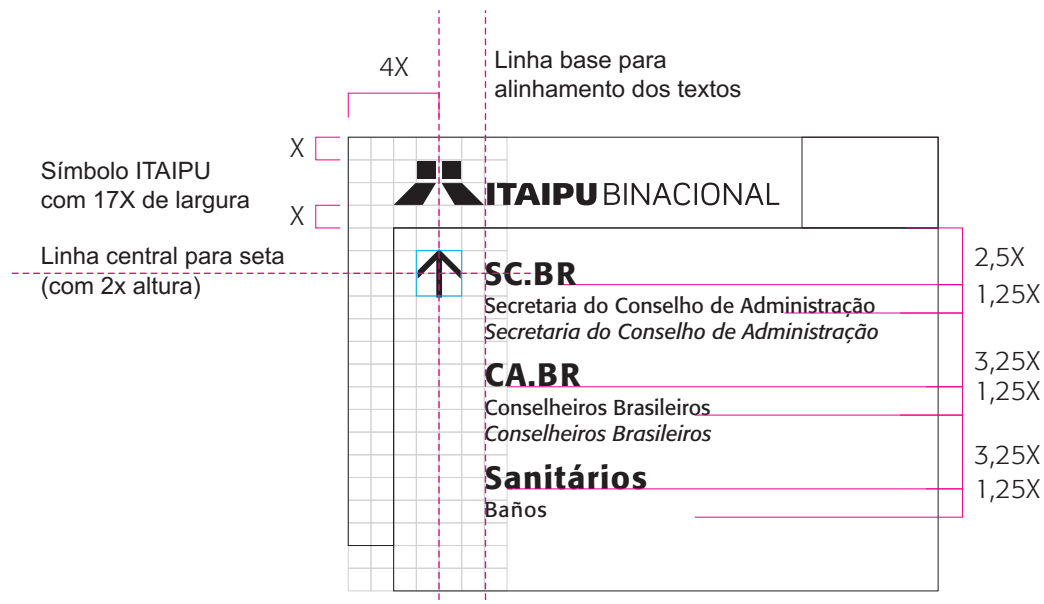 4X
Linha base para
alinhamento dos textos
X
Símbolo ITAIPU
com 17X de largura
X
ITAIPU BINACIONAL
Linha central para seta
(com 2x altura)
SC.BR
Secretaria do Conselho de Administração
Secretaria do Conselho de Administração
CA.BR
Conselheiros Brasileiros
Conselheiros Brasileiros
Sanitários
Baños
2,5X
1,25X
3,25X
1,25X
3,25X
1,25X